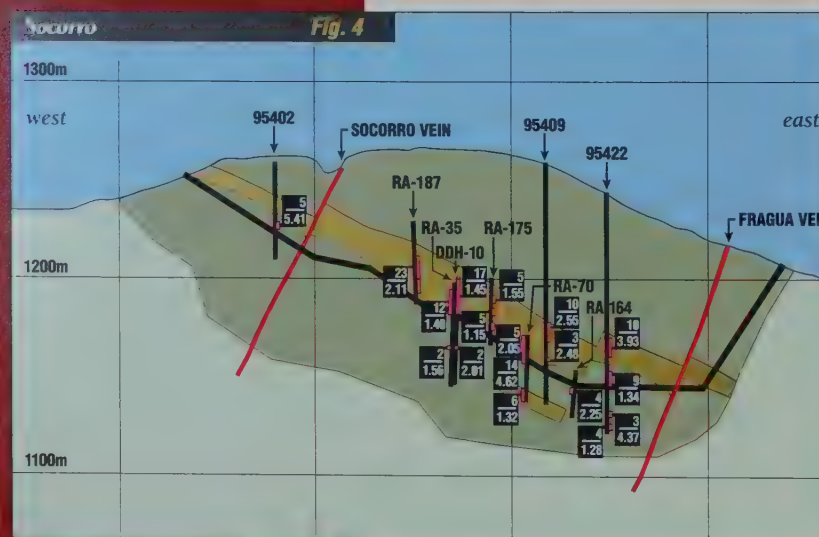 Socorro
Fig. 4
1300m
west
east
95402
SOCORRO VEIN
95409
95422
RA-187
FRAGUA VEI
5
5.41
RA-35
RA-175
DDH-10
1200m
23
2.11
17
1.45
5
1.55
RA-70
RA-164
12
1.40
5
1.15
10
2.55
10
3.93
5
2.05
3
2.48
2
1.56
2
2.01
14
4.62
9
1.34
6
1.32
4
2.25
3
4.37
4
1.28
1100m